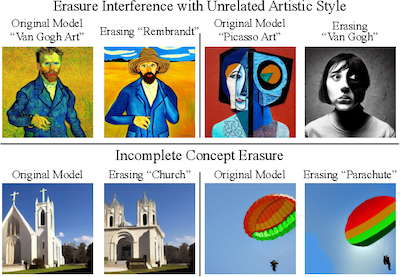 Erasure Interference with Unrelated Artistic Style
Original Model
“Van Gogh Art”
Erasing “Rembrandt”
Original Model
“Picasso Art”
Erasing
“Van Gogh”
Incomplete Concept Erasure
Original Model
Erasing “Church”
Original Model
Erasing “Parachute”